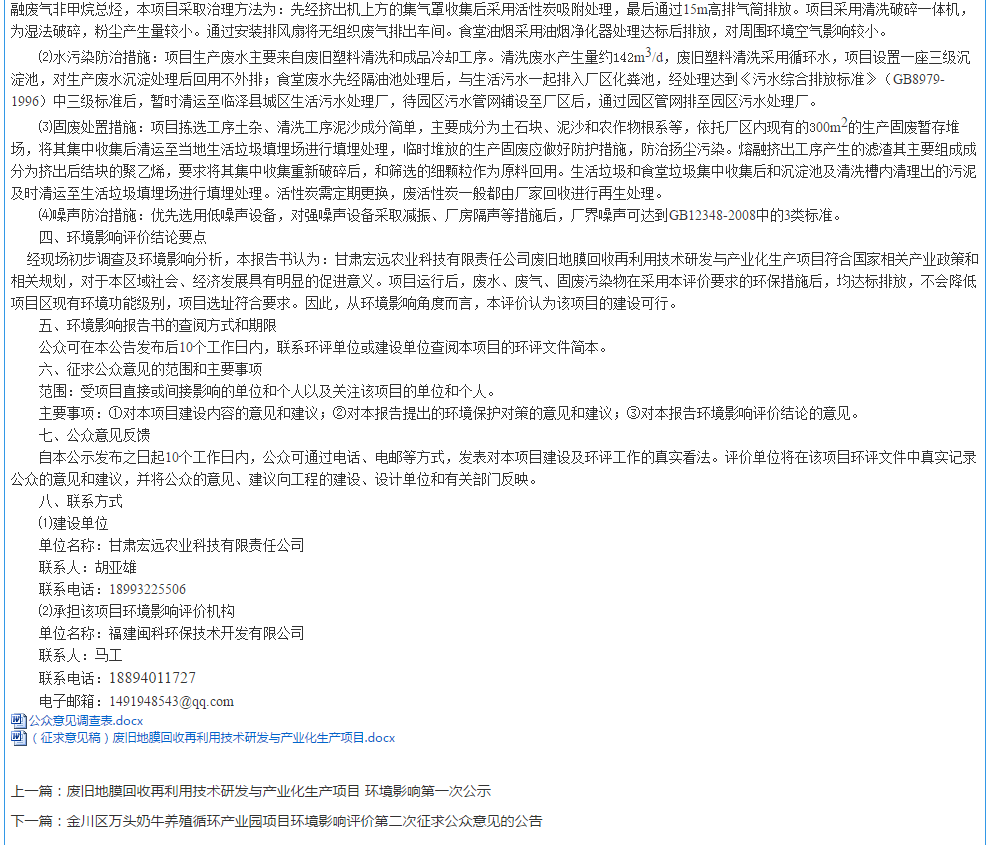 融废气非甲烷总烃，本项目采取治理方法为：先经挤出机上方的集气罩收集后采用活性炭吸附处理，最后通过15m高排气筒排放。项目采用清洗破碎一体机，
为湿法破碎，粉尘产生量较小。通过安装排风扇将无组织废气排出车间。食堂油烟采用油烟净化器处理达标后排放，对周围环境空气影响较小。
⑵水污染防治措施：项目生产废水主要来自废旧塑料清洗和成品冷却工序。清洗废水产生量约142m3/d，废旧塑料清洗采用循环水，项目设置一座三级沉
淀池，对生产废水沉淀处理后回用不外排；食堂废水先经隔油池处理后，与生活污水一起排入厂区化粪池，经处理达到《污水综合排放标准》（GB8979-
1996）中三级标准后，暂时清运至临泽县城区生活污水处理厂，待园区污水管网铺设至厂区后，通过园区管网排至园区污水处理厂。
⑶固废处置措施：项目拣选工序土杂、清洗工序泥沙成分简单，主要成分为土石块、泥沙和农作物根系等，依托厂区内现有的300m2的生产固废暂存堆
场，将其集中收集后清运至当地生活垃圾填埋场进行填埋处理，临时堆放的生产固废应做好防护措施，防治扬尘污染。熔融挤出工序产生的滤渣其主要组成成
分为挤出后结块的聚乙烯，要求将其集中收集重新破碎后，和筛选的细颗粒作为原料回用。生活垃圾和食堂垃圾集中收集后和沉淀池及清洗槽内清理出的污泥
及时清运至生活垃圾填埋场进行填埋处理。活性炭需定期更换，废活性炭一般都由厂家回收进行再生处理。
⑷噪声防治措施：优先选用低噪声设备，对强噪声设备采取减振、厂房隔声等措施后，厂界噪声可达到GB12348-2008中的3类标准。
四、环境影响评价结论要点
经现场初步调查及环境影响分析，本报告书认为：甘肃宏远农业科技有限责任公司废旧地膜回收再利用技术研发与产业化生产项目符合国家相关产业政策和
相关规划，对于本区域社会、经济发展具有明显的促进意义。项目运行后，废水、废气、固废污染物在采用本评价要求的环保措施后，均达标排放，不会降低
项目区现有环境功能级别，项目选址符合要求。因此，从环境影响角度而言，本评价认为该项目的建设可行。
五、环境影响报告书的查阅方式和期限
公众可在本公告发布后10个工作日内，联系环评单位或建设单位查阅本项目的环评文件简本。
六、征求公众意见的范围和主要事项
范围：受项目直接或间接影响的单位和个人以及关注该项目的单位和个人。
主要事项：①对本项目建设内容的意见和建议；②对本报告提出的环境保护对策的意见和建议；③对本报告环境影响评价结论的意见。
七、公众意见反馈
自本公示发布之日起10个工作日内，公众可通过电话、电邮等方式，发表对本项目建设及环评工作的真实看法。评价单位将在该项目环评文件中真实记录
公众的意见和建议，并将公众的意见、建议向工程的建设、设计单位和有关部门反映。
八、联系方式
⑴建设单位
单位名称：甘肃宏远农业科技有限责任公司
联系人：胡亚雄
联系电话：18993225506
⑵承担该项目环境影响评价机构
单位名称：福建闽科环保技术开发有限公司
联系人：马工
联系电话：18894011727
电子邮箱：1491948543@qq.com
公众意见调查表.docx
（征求意见稿）废旧地膜回收再利用技术研发与产业化生产项目.docx
上一篇：废旧地膜回收再利用技术研发与产业化生产项目 环境影响第一次公示
下一篇：金川区万头奶牛养殖循环产业园项目环境影响评价第二次征求公众意见的公告